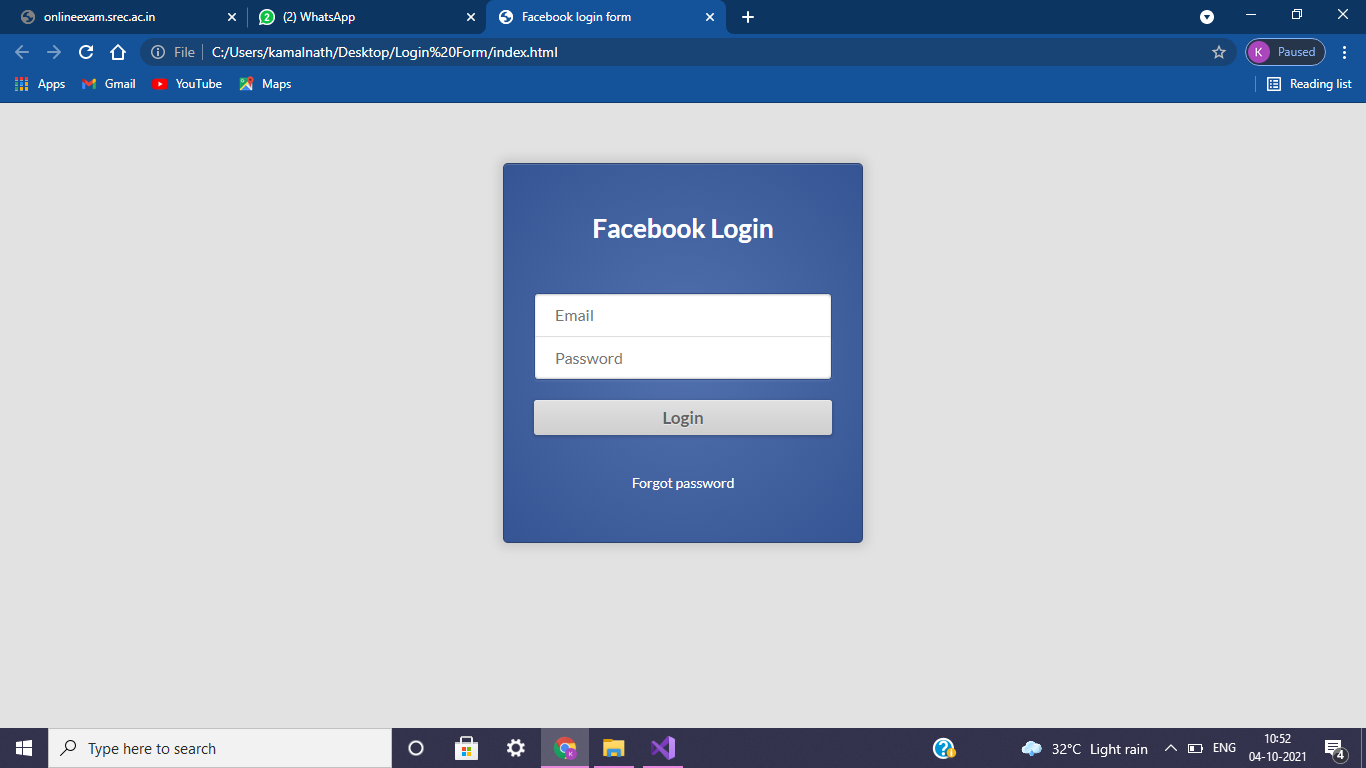 onlineexam.srec.ac.in
2
(2) WhatsApp
Facebook login form
File
C:/Users/kamalnath/Desktop/Login%20Form/index.html
K
Paused
Apps
Gmail
YouTube
Maps
Reading list
Facebook Login
Email
Password
Login
Forgot password
Type here to search
K
?
32°C Light rain
ENG
10:52
04-10-2021
4